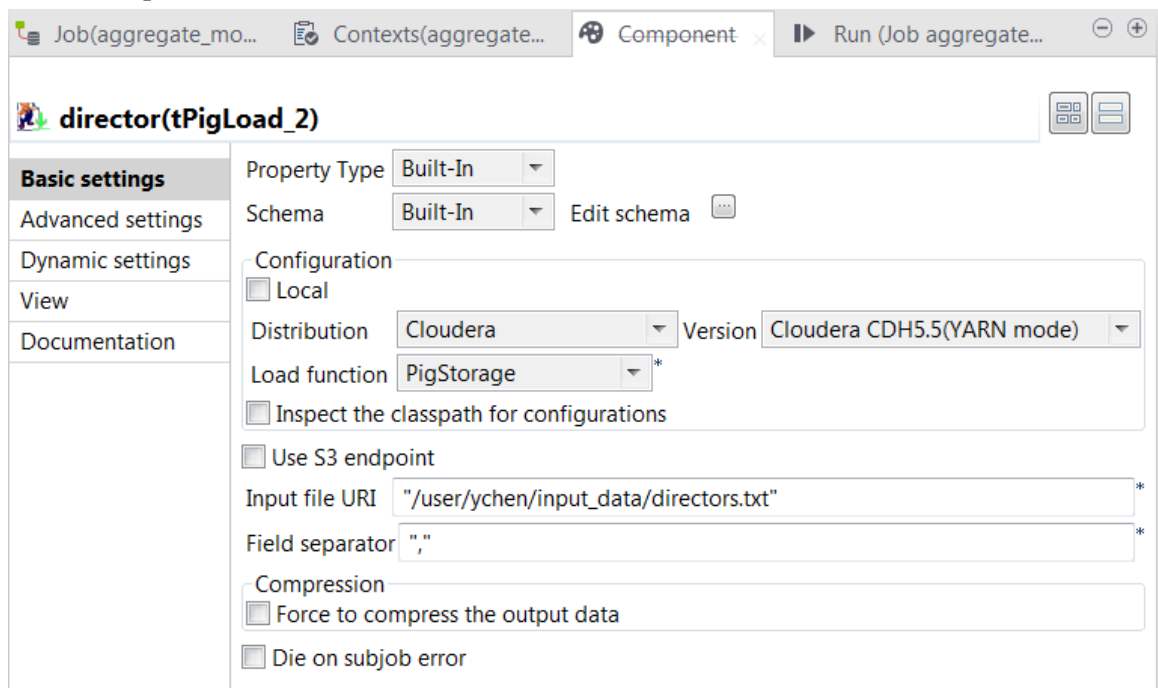 Job(aggregate_mo... Contexts(aggregate... Component Run (Job aggregate...
director(tPigLoad_2)
Basic settings
Advanced settings
Dynamic settings
View
Documentation
Property Type Built-In
Schema Built-In Edit schema ...
Configuration
Local
Distribution Cloudera Version Cloudera CDH5.5(YARN mode)
Load function PigStorage *
Inspect the classpath for configurations
Use S3 endpoint
Input file URI "/user/ychen/input_data/directors.txt" *
Field separator "," *
Compression
Force to compress the output data
Die on subjob error